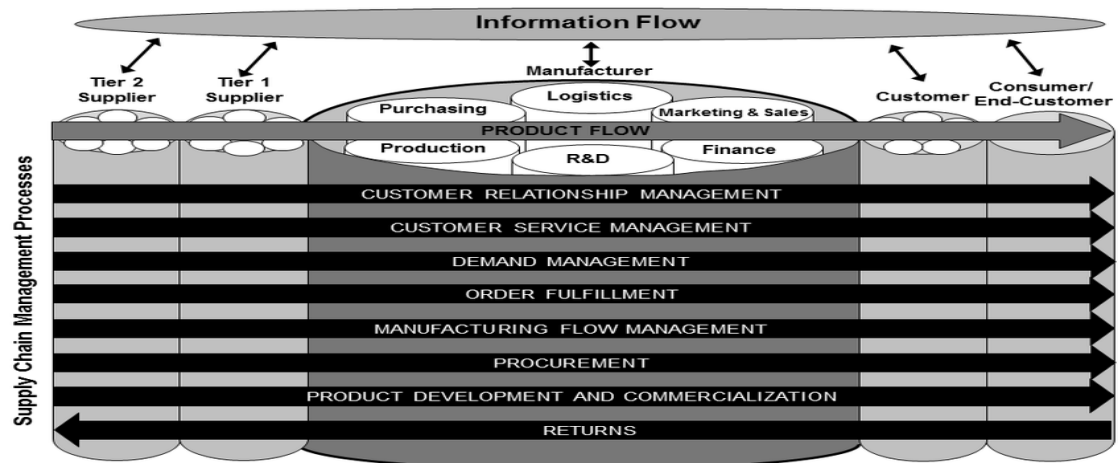 Information Flow
Tier 2
Supplier
Tier 1
Supplier
Manufacturer
Customer
Consumer/
End-Customer
Purchasing
Logistics
Marketing & Sales
PRODUCT FLOW
Production
R&D
Finance
Supply Chain Management Processes
CUSTOMER RELATIONSHIP MANAGEMENT
CUSTOMER SERVICE MANAGEMENT
DEMAND MANAGEMENT
ORDER FULFILLMENT
MANUFACTURING FLOW MANAGEMENT
PROCUREMENT
PRODUCT DEVELOPMENT AND COMMERCIALIZATION
RETURNS